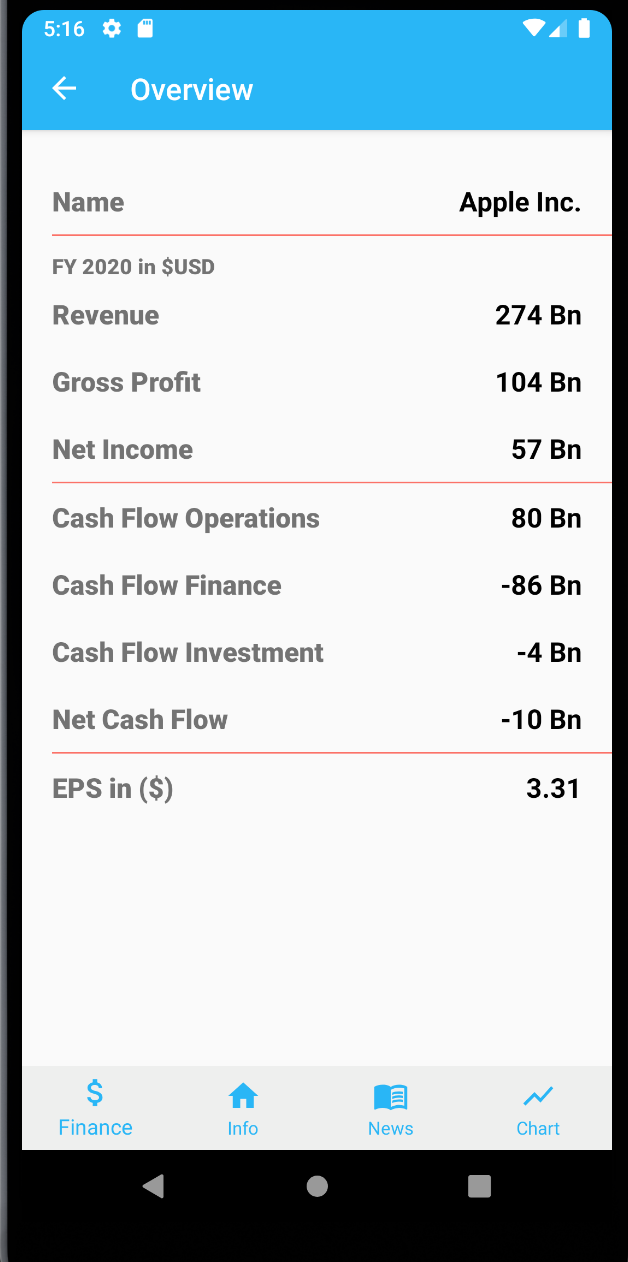 5:16
Overview
Name Apple Inc.
FY 2020 in $USD
Revenue 274 Bn
Gross Profit 104 Bn
Net Income 57 Bn
Cash Flow Operations 80 Bn
Cash Flow Finance -86 Bn
Cash Flow Investment -4 Bn
Net Cash Flow -10 Bn
EPS in ($) 3.31
Finance Info News Chart